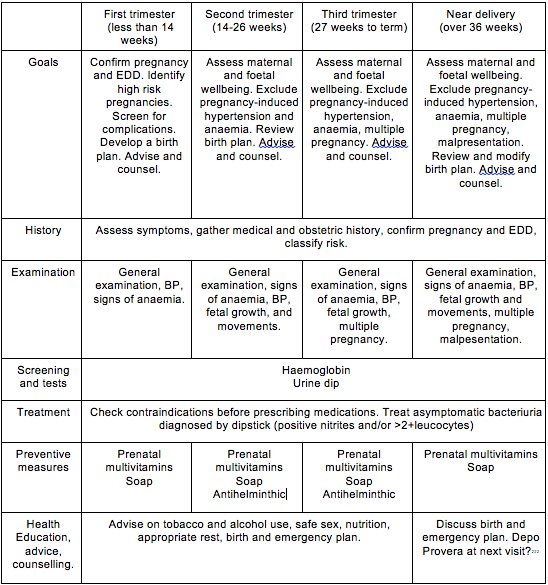 First trimester
(less than 14
weeks)
Second trimester
(14-26 weeks)
Third trimester
(27 weeks to term)
Near delivery
(over 36 weeks)
Goals
Confirm pregnancy
and EDD. Identify
high risk
pregnancies.
Screen for
complications.
Develop a birth
plan. Advise and
counsel.
Assess maternal
and foetal
wellbeing. Exclude
pregnancy-induced
hypertension and
anaemia. Review
birth plan. Advise
and counsel.
Assess maternal
and foetal
wellbeing. Exclude
pregnancy-induced
hypertension,
anaemia, multiple
pregnancy. Advise
and counsel.
Assess maternal and
foetal wellbeing.
Exclude pregnancy-
induced hypertension,
anaemia, multiple
pregnancy,
malpresentation.
Review and modify
birth plan. Advise and
counsel.
History
Assess symptoms, gather medical and obstetric history, confirm pregnancy and EDD,
classify risk.
Examination
General
examination, BP,
signs of anaemia.
General
examination, signs
of anaemia, BP,
fetal growth, and
movements.
General
examination, signs
of anaemia, BP,
fetal growth,
multiple
pregnancy.
General examination,
signs of anaemia, BP,
fetal growth and
movements, multiple
pregnancy,
malpesentation.
Screening
and tests
Haemoglobin
Urine dip
Treatment
Check contraindications before prescribing medications. Treat asymptomatic bacteriuria
diagnosed by dipstick (positive nitrites and/or >2+leucocytes)
Preventive
measures
Prenatal
multivitamins
Soap
Prenatal
multivitamins
Soap
Antihelminthic
Prenatal
multivitamins
Soap
Antihelminthic
Prenatal multivitamins
Soap
Health
Education,
advice,
counselling.
Advise on tobacco and alcohol use, safe sex, nutrition,
appropriate rest, birth and emergency plan.
Discuss birth and
emergency plan. Depo
Provera at next visit?